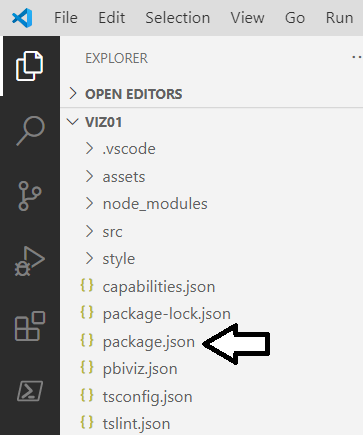 File Edit Selection View Go Run
EXPLORER
OPEN EDITORS
VIZ01
.vscode
assets
node_modules
src
style
capabilities.json
package-lock.json
package.json
pbiviz.json
tsconfig.json
tslint.json